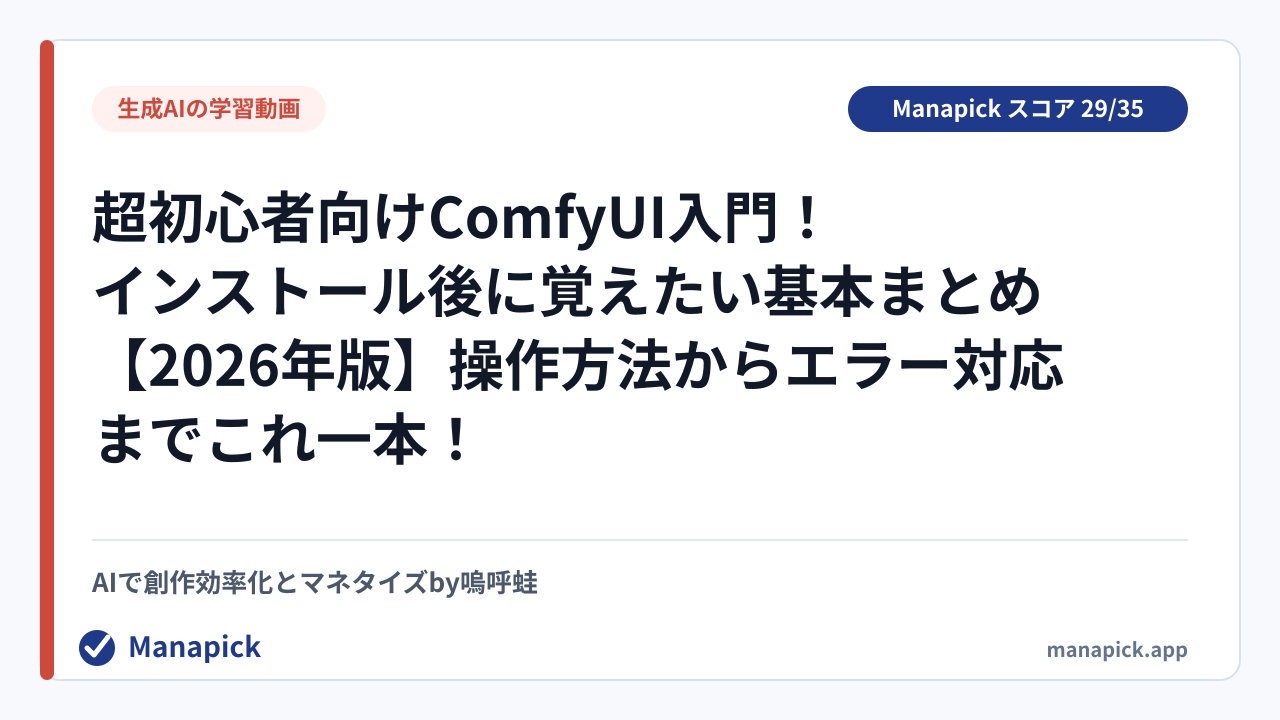 生成AIの学習動画
Manapick スコア 29/35
超初心者向けComfyUI入門！
インストール後に覚えたい基本まとめ
【2026年版】操作方法からエラー対応
までこれ一本！
AIで創作効率化とマネタイズby嗚呼蛙
Manapick
manapick.app